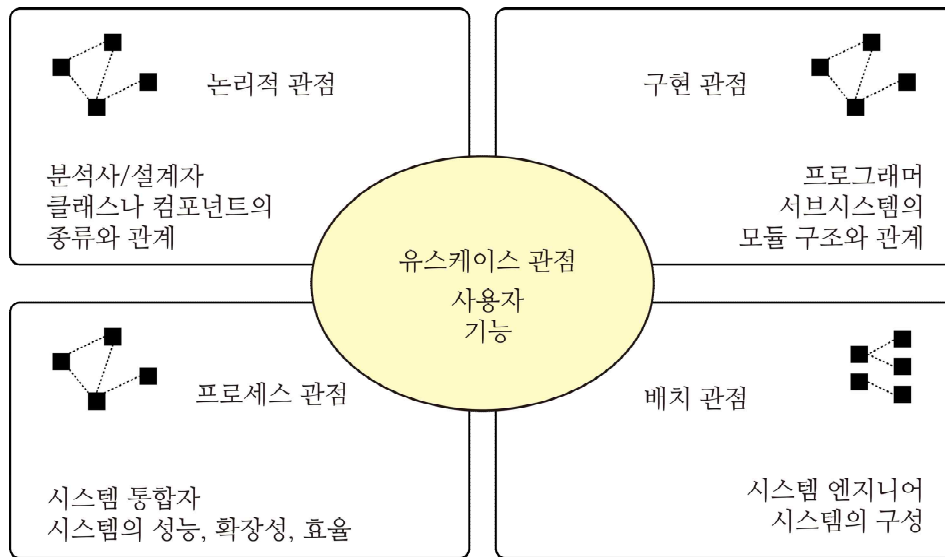 논리적 관점
분석사/설계자
클래스나 컴포넌트의
종류와 관계
구현 관점
프로그래머
서브시스템의
모듈 구조와 관계
유스케이스 관점
사용자
기능
프로세스 관점
시스템 통합자
시스템의 성능, 확장성, 효율
배치 관점
시스템 엔지니어
시스템의 구성